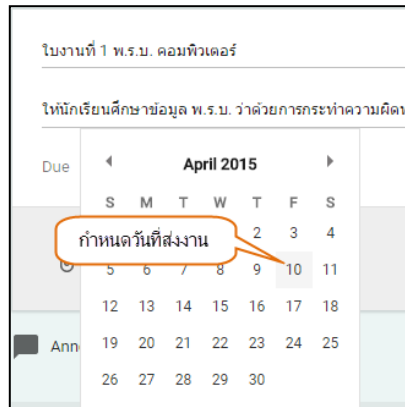 ใบงานที่ 1 พ.ร.บ. คอมพิวเตอร์
ให้นักเรียนศึกษาข้อมูล พ.ร.บ. ว่าด้วยการกระทำความผิด
Due
April 2015
S M T W T F S
2 3 4
กำหนดวันที่ส่งงาน
5 6 7 8 9 10 11
12 13 14 15 16 17 18
Ann 19 20 21 22 23 24 25
26 27 28 29 30